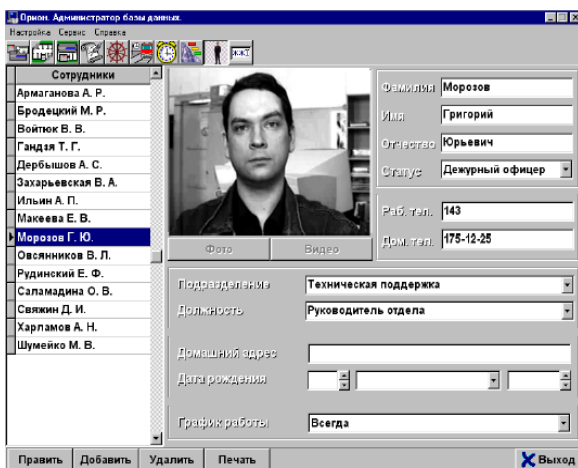 Орион. Администратор базы данных.
Настройка Сервис Справка
Сотрудники
Армаганова А. Р.
Бродецкий М. Р.
Войтюк В. В.
Гандзя Т. Г.
Дербышов А. С.
Захарьевская В. А.
Ильин А. П.
Макеева Е. В.
Морозов Г. Ю.
Овсянников В. Л.
Рудинский Е. Ф.
Саламадина О. В.
Свяжин Д. И.
Харламов А. Н.
Шумейко М. В.
Фото Видео
Фамилия Морозов
Имя Григорий
Отчество Юрьевич
Статус Дежурный офицер
Раб. тел. 143
Дом. тел. 175-12-25
Подразделение Техническая поддержка
Должность Руководитель отдела
Домашний адрес
Дата рождения
График работы Всегда
Править Добавить Удалить Печать Выход